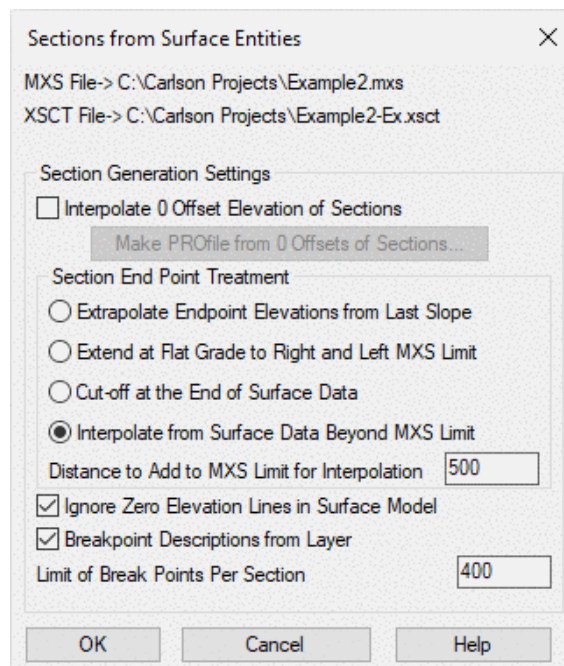 Sections from Surface Entities
MXS File-> C:\Carlson Projects\Example2.mxs
XSCT File-> C:\Carlson Projects\Example2-Ex.xsct
Section Generation Settings
Interpolate 0 Offset Elevation of Sections
Make PROfile from 0 Offsets of Sections...
Section End Point Treatment
Extrapolate Endpoint Elevations from Last Slope
Extend at Flat Grade to Right and Left MXS Limit
Cut-off at the End of Surface Data
Interpolate from Surface Data Beyond MXS Limit
Distance to Add to MXS Limit for Interpolation 500
Ignore Zero Elevation Lines in Surface Model
Breakpoint Descriptions from Layer
Limit of Break Points Per Section 400
OK Cancel Help